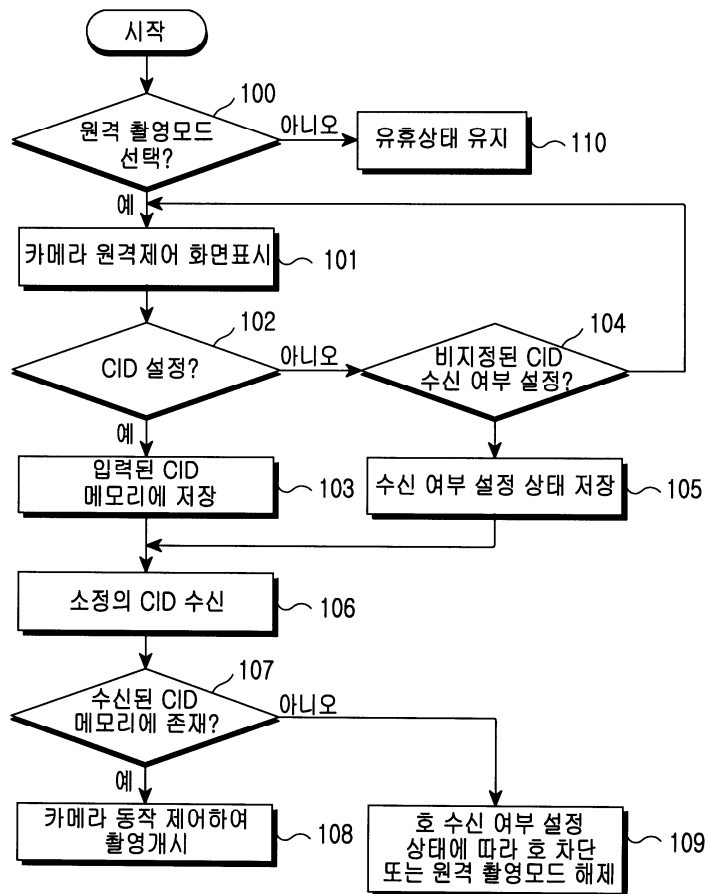 시작
100
원격 촬영모드
선택?
아니오
유휴상태 유지
110
예
카메라 원격제어 화면표시
101
102
CID 설정?
아니오
104
비지정된 CID
수신 여부 설정?
예
입력된 CID
메모리에 저장
103
수신 여부 설정 상태 저장
105
소정의 CID 수신
106
107
수신된 CID
메모리에 존재?
아니오
예
카메라 동작 제어하여
촬영개시
108
호 수신 여부 설정
상태에 따라 호 차단
또는 원격 촬영모드 해제
109